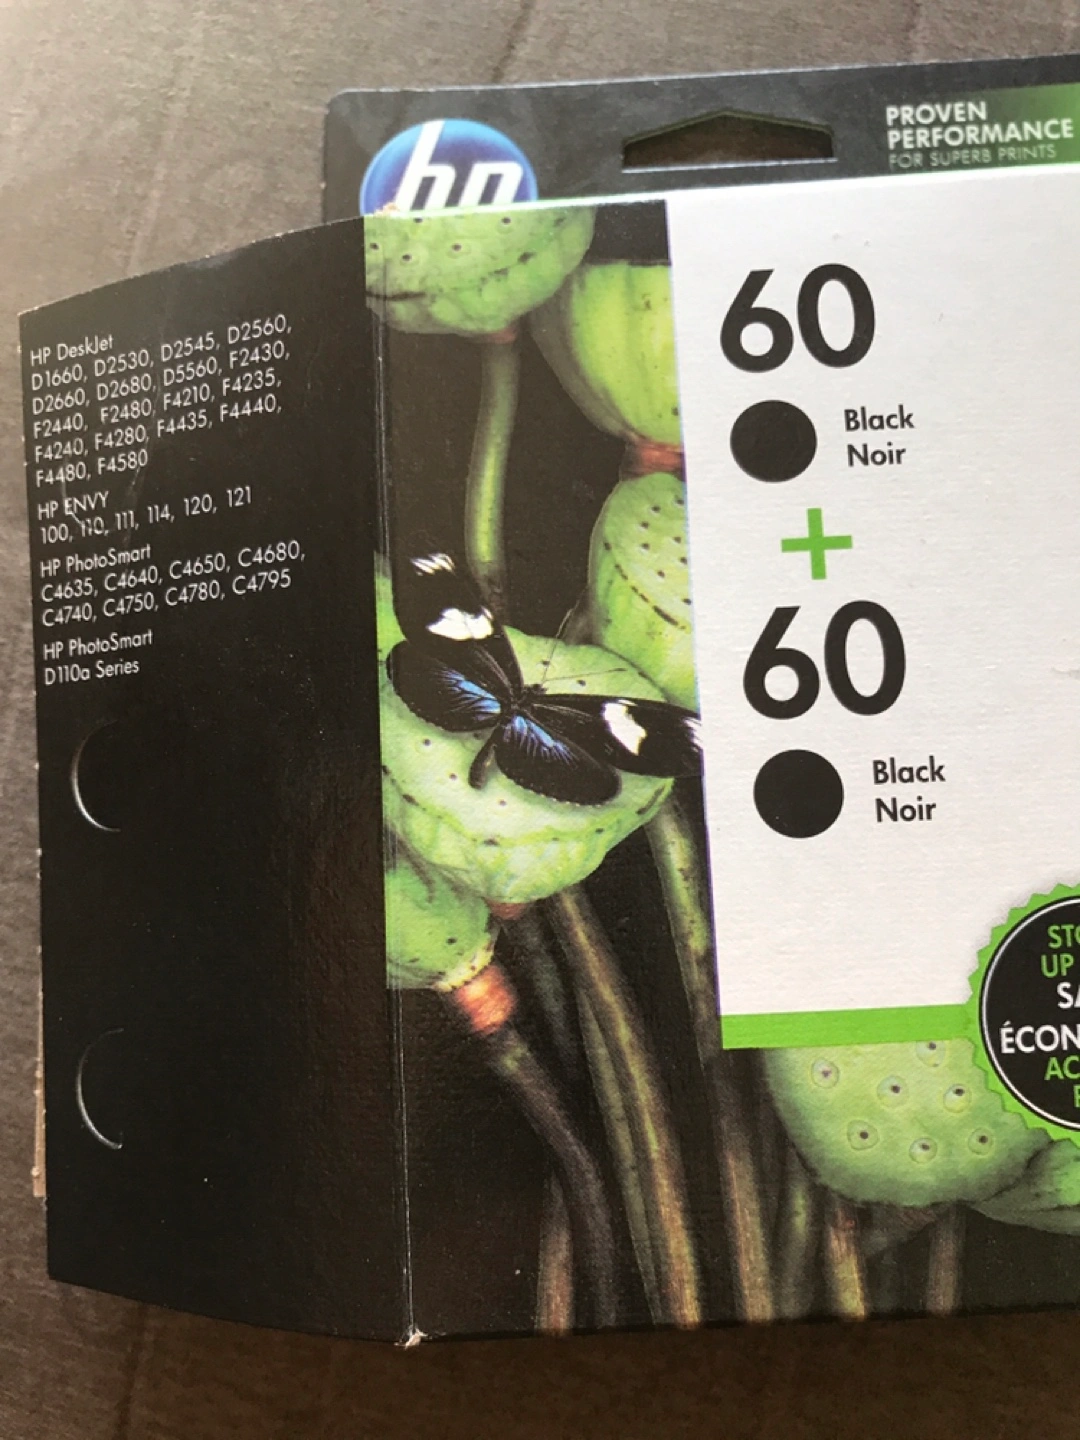 hp
PROVEN
PERFORMANCE
FOR SUPERB PRINTS
HP DeskJet
D1660, D2530, D2545, D2560,
D2660, D2680, D5560, F2430,
F2440, F2480, F4210, F4235,
F4240, F4280, F4435, F4440,
F4480, F4580
HP ENVY
100, 110, 111, 114, 120, 121
HP PhotoSmart
C4635, C4640, C4650, C4680,
C4740, C4750, C4780, C4795
HP PhotoSmart
D110a Series
60
Black
Noir
+
60
Black
Noir
UP